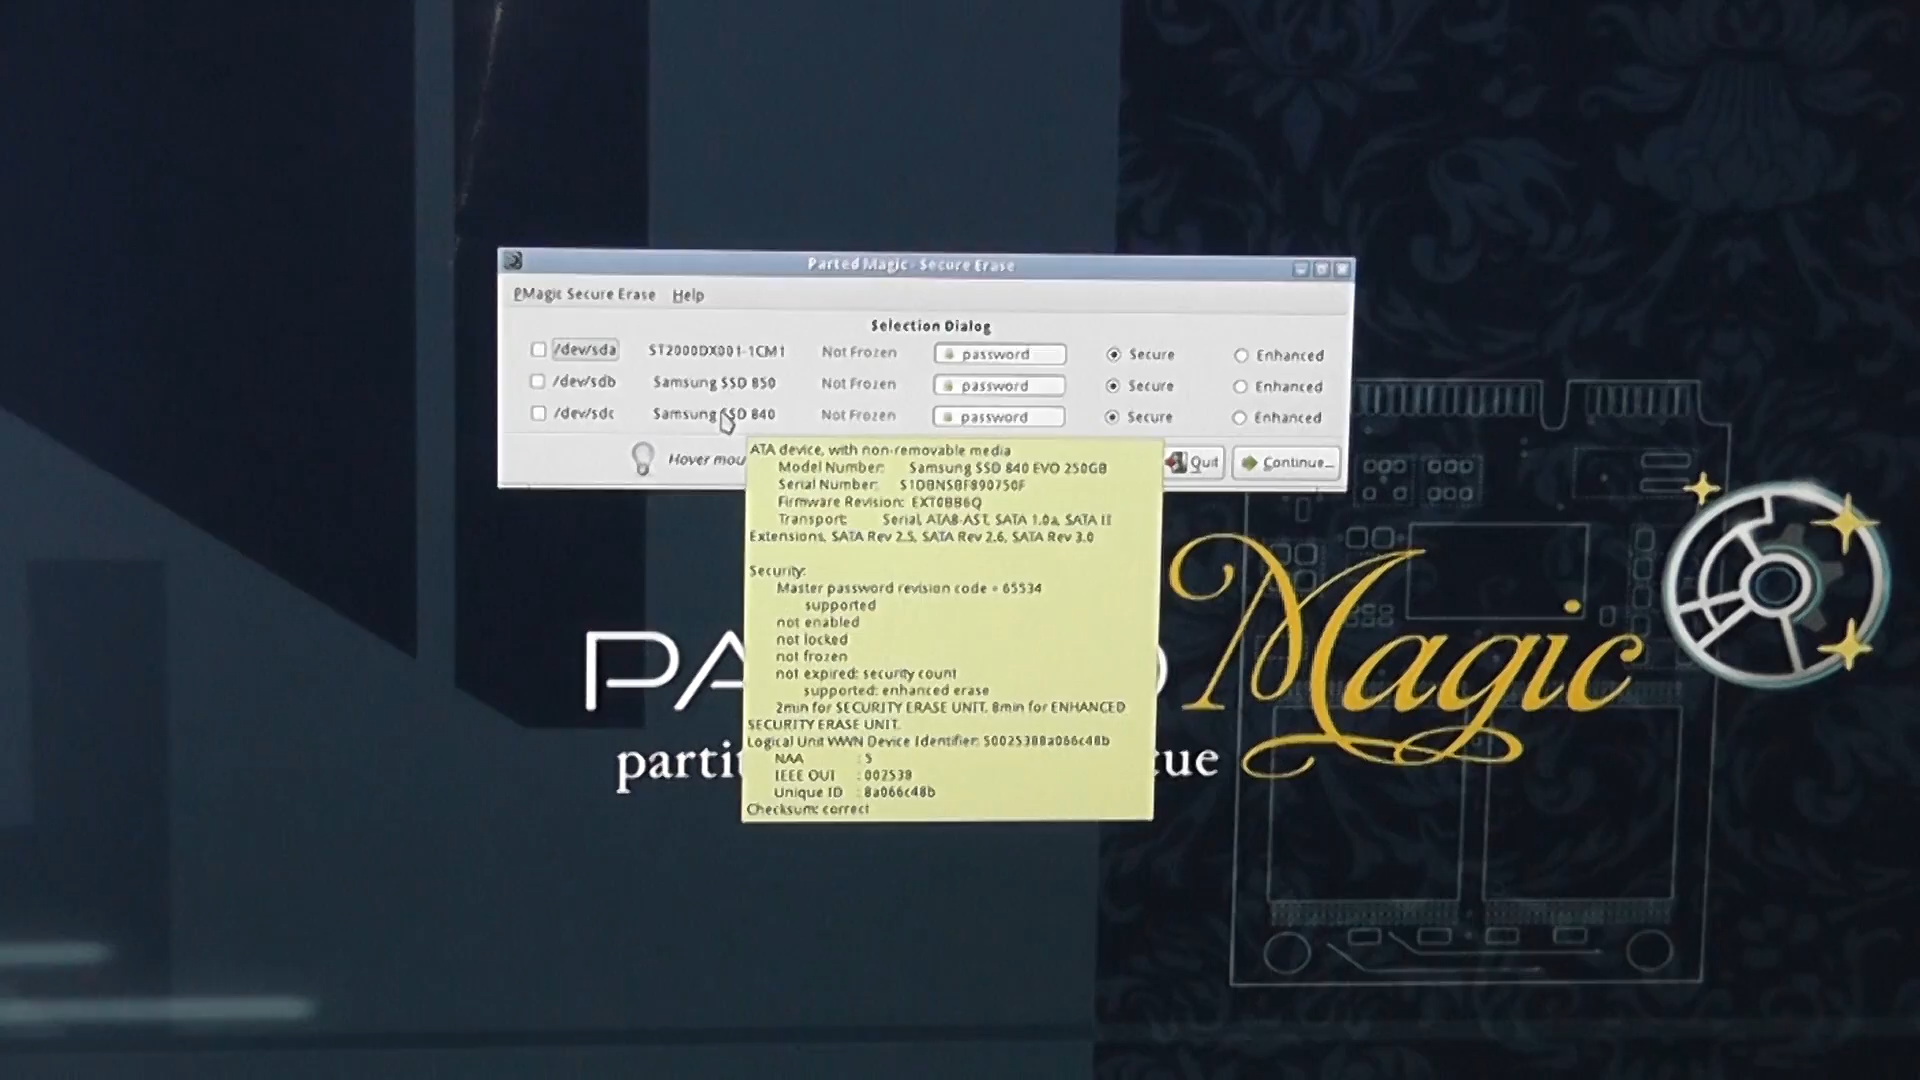 Parted Magic - Secure Erase
PMagic Secure Erase Help
Selection Dialog
/dev/sda ST2000DX001-1CM1 Not Frozen password Secure Enhanced
/dev/sdb Samsung SSD 850 Not Frozen password Secure Enhanced
/dev/sdc Samsung SSD 840 Not Frozen password Secure Enhanced
Hover mou Quit Continue...
ATA device, with non-removable media
Model Number: Samsung SSD 840 EVO 250GB
Serial Number: S1DBNSBF890750F
Firmware Revision: EXT0BB6Q
Transport: Serial, ATA8-AST, SATA 1.0a, SATA II
Extensions, SATA Rev 2.5, SATA Rev 2.6, SATA Rev 3.0
Security:
Master password revision code = 65534
supported
not enabled
not locked
not frozen
not expired: security count
supported: enhanced erase
2min for SECURITY ERASE UNIT. 8min for ENHANCED
SECURITY ERASE UNIT.
Logical Unit WWN Device Identifier: 50025388a066c48b
NAA : 5
IEEE OUI : 002538
Unique ID : 8a066c48b
Checksum: correct
PA Magic
parti cue